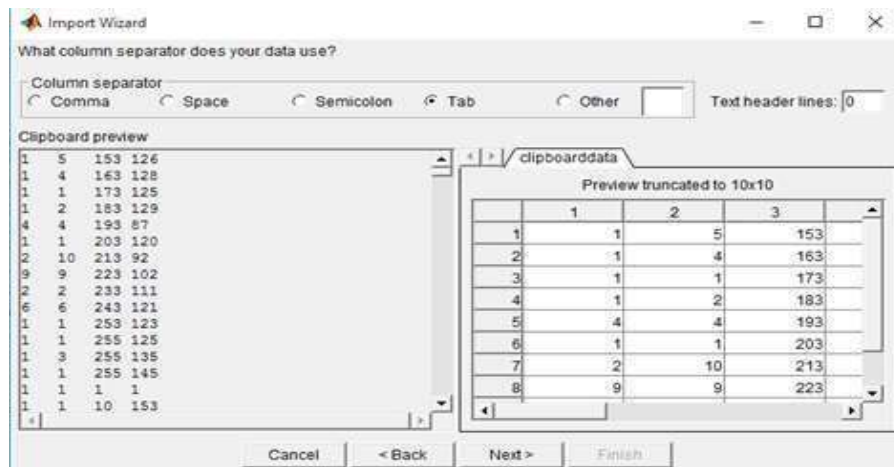 Import Wizard
What column separator does your data use?
Column separator
Comma Space Semicolon Tab Other Text header lines: 0
Clipboard preview
1 5 153 126
1 4 163 128
1 1 173 125
1 2 183 129
4 4 193 87
1 1 203 120
2 10 213 92
9 9 223 102
2 2 233 111
6 6 243 121
1 1 253 123
1 1 255 125
1 3 255 135
1 1 255 145
1 1 1 1
1 1 10 153
clipboarddata
Preview truncated to 10x10
1 2 3
1 1 5 153
2 1 4 163
3 1 1 173
4 1 2 183
5 4 4 193
6 1 1 203
7 2 10 213
8 9 9 223
Cancel < Back Next > Finish